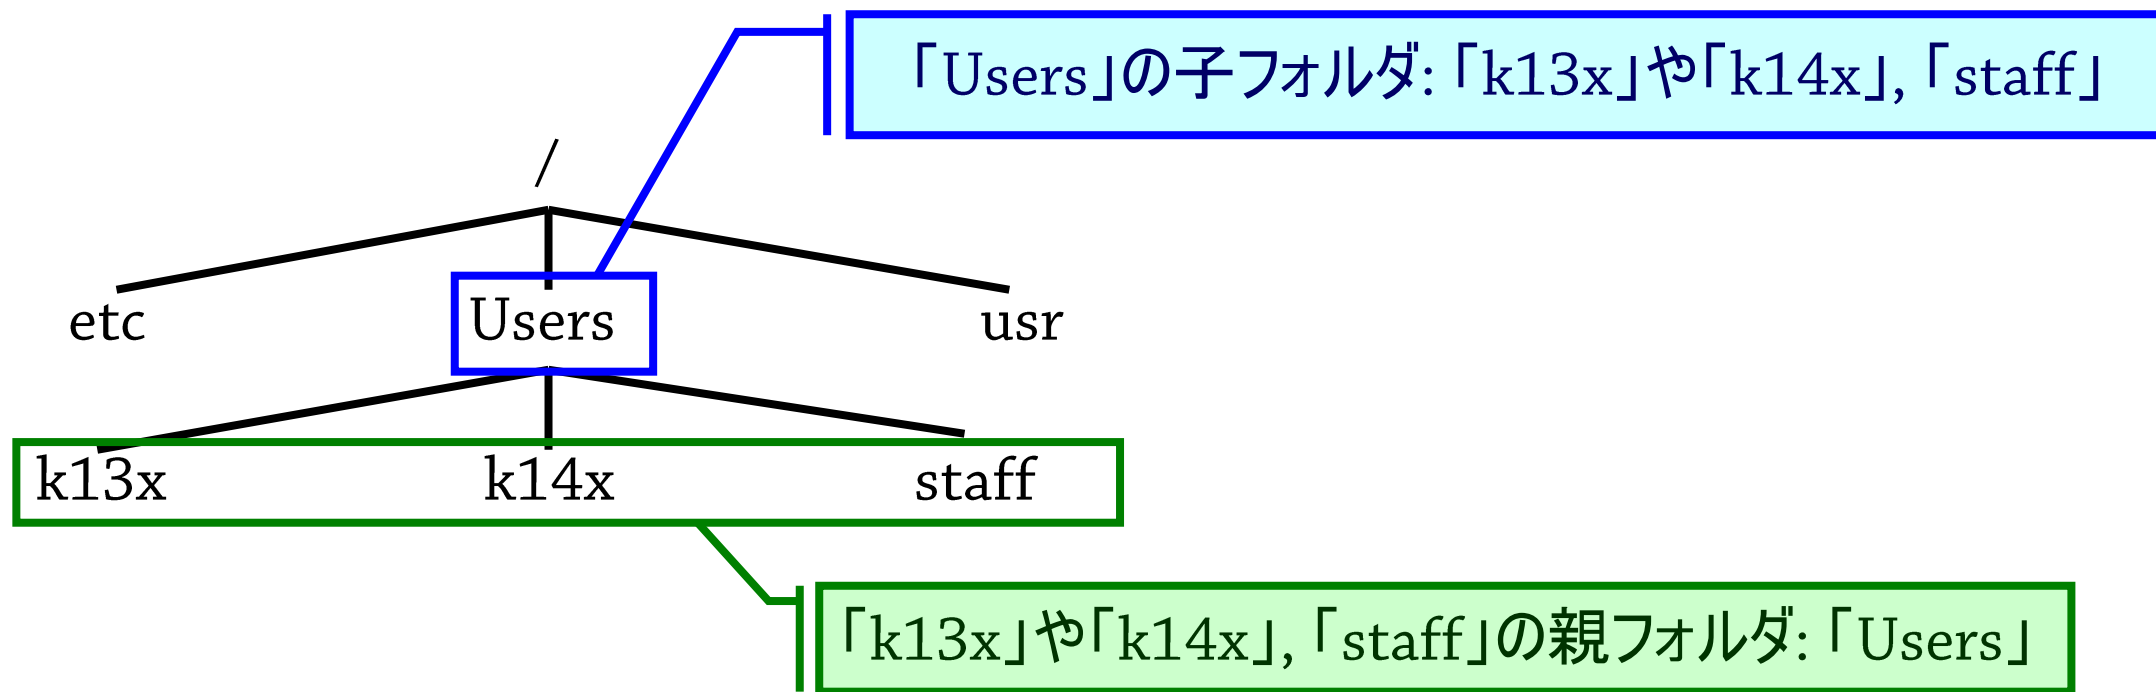 「Users」の子フォルダ: 「k13x」や「k14x」, 「staff」
/
etc
Users
usr
k13x
k14x
staff
「k13x」や「k14x」, 「staff」の親フォルダ: 「Users」